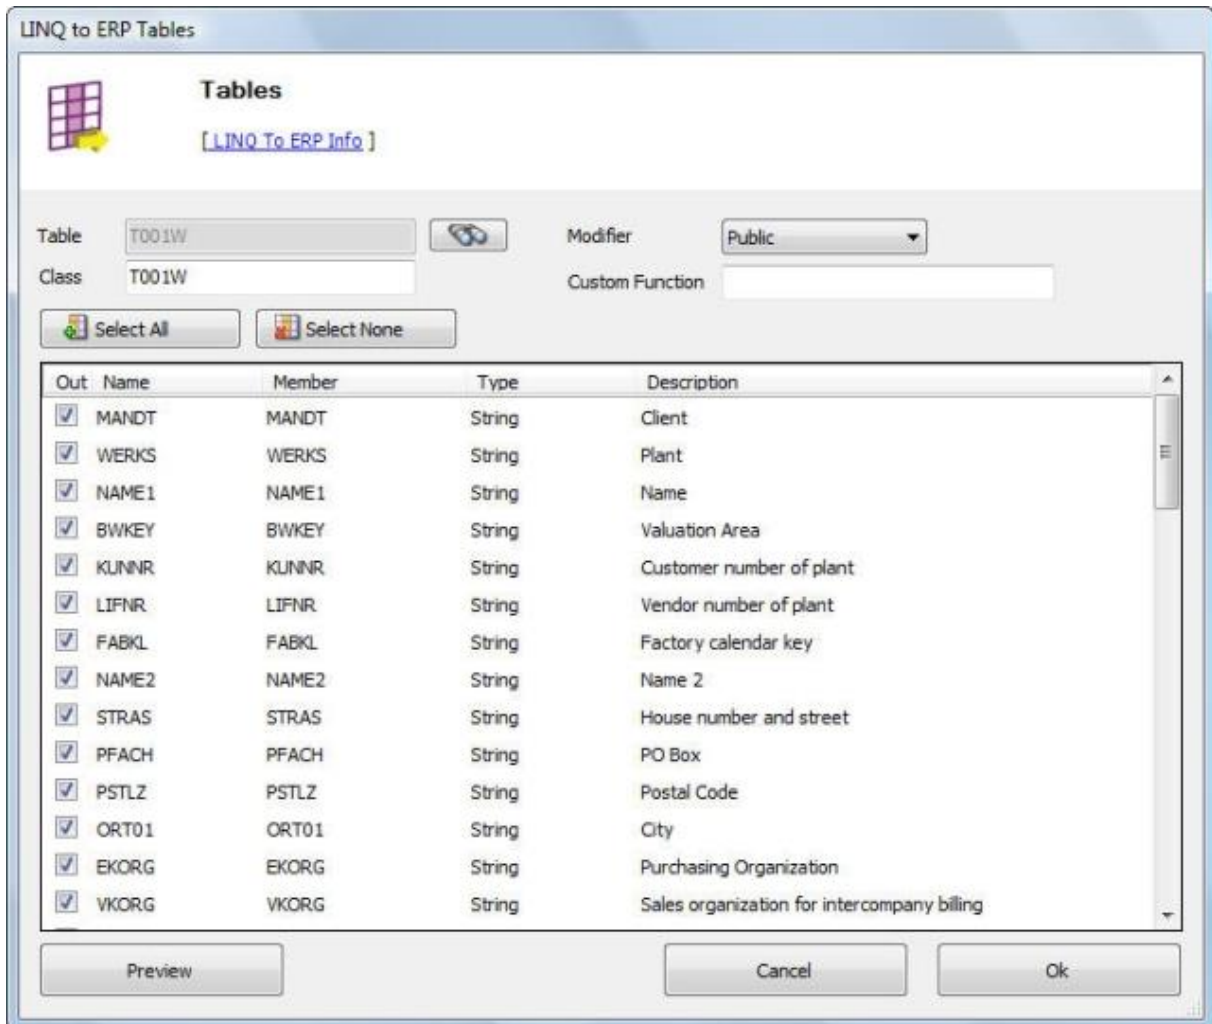 LINQ to ERP Tables
Tables
[ LINQ To ERP Info ]
Table T001W Modifier Public
Class T001W Custom Function
Select All Select None
Out Name Member Type Description
MANDT MANDT String Client
WERKS WERKS String Plant
NAME1 NAME1 String Name
BWKEY BWKEY String Valuation Area
KUNNR KUNNR String Customer number of plant
LIFNR LIFNR String Vendor number of plant
FABKL FABKL String Factory calendar key
NAME2 NAME2 String Name 2
STRAS STRAS String House number and street
PFACH PFACH String PO Box
PSTLZ PSTLZ String Postal Code
ORT01 ORT01 String City
EKORG EKORG String Purchasing Organization
VKORG VKORG String Sales organization for intercompany billing
Preview Cancel Ok